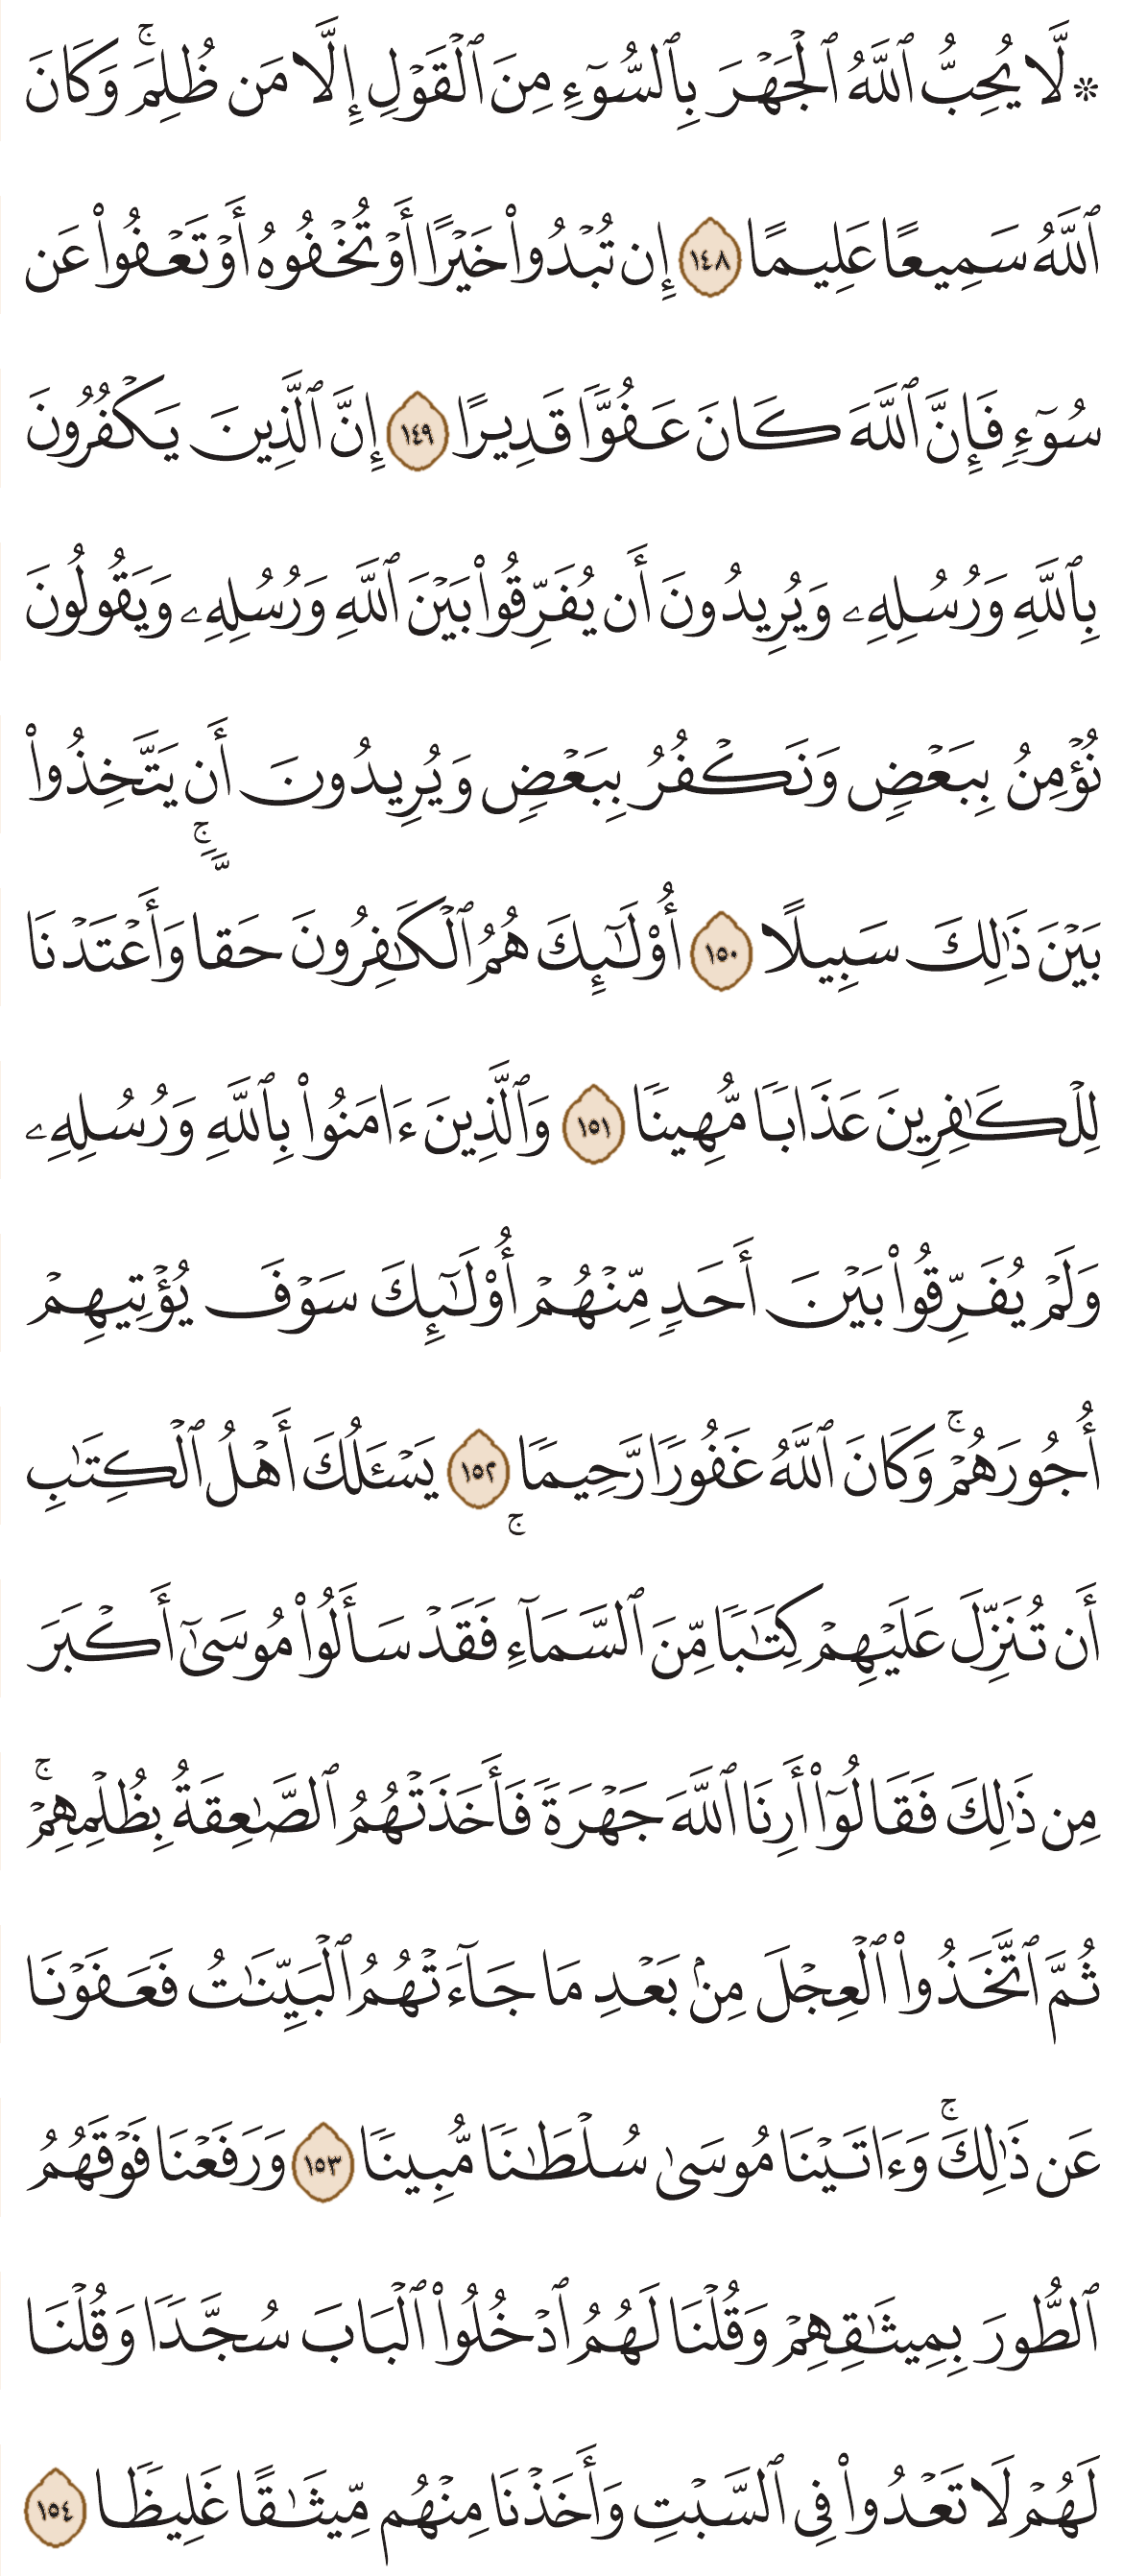 ۞ لَّا يُحِبُّ ٱللَّهُ ٱلۡجَهۡرَ بِٱلسُّوٓءِ مِنَ ٱلۡقَوۡلِ إِلَّا مَن ظُلِمَۚ وَكَانَ
ٱللَّهُ سَمِيعًا عَلِيمًا ١٤٨ إِن تُبۡدُواْ خَيۡرًا أَوۡ تُخۡفُوهُ أَوۡ تَعۡفُواْ عَن
سُوٓءٖ فَإِنَّ ٱللَّهَ كَانَ عَفُوّٗا قَدِيرًا ١٤٩ إِنَّ ٱلَّذِينَ يَكۡفُرُونَ
بِٱللَّهِ وَرُسُلِهِۦ وَيُرِيدُونَ أَن يُفَرِّقُواْ بَيۡنَ ٱللَّهِ وَرُسُلِهِۦ وَيَقُولُونَ
نُؤۡمِنُ بِبَعۡضٖ وَنَكۡفُرُ بِبَعۡضٖ وَيُرِيدُونَ أَن يَتَّخِذُواْ
بَيۡنَ ذَٰلِكَ سَبِيلًا ١٥٠ أُوْلَٰٓئِكَ هُمُ ٱلۡكَٰفِرُونَ حَقّٗاۚ وَأَعۡتَدۡنَا
لِلۡكَٰفِرِينَ عَذَابٗا مُّهِينٗا ١٥١ وَٱلَّذِينَ ءَامَنُواْ بِٱللَّهِ وَرُسُلِهِۦ
وَلَمۡ يُفَرِّقُواْ بَيۡنَ أَحَدٖ مِّنۡهُمۡ أُوْلَٰٓئِكَ سَوۡفَ يُؤۡتِيهِمۡ
أُجُورَهُمۡۚ وَكَانَ ٱللَّهُ غَفُورٗا رَّحِيمٗا ١٥٢ يَسۡـَٔلُكَ أَهۡلُ ٱلۡكِتَٰبِ
أَن تُنَزِّلَ عَلَيۡهِمۡ كِتَٰبٗا مِّنَ ٱلسَّمَآءِۚ فَقَدۡ سَأَلُواْ مُوسَىٰٓ أَكۡبَرَ
مِن ذَٰلِكَ فَقَالُوٓاْ أَرِنَا ٱللَّهَ جَهۡرَةٗ فَأَخَذَتۡهُمُ ٱلصَّٰعِقَةُ بِظُلۡمِهِمۡۚ
ثُمَّ ٱتَّخَذُواْ ٱلۡعِجۡلَ مِنۢ بَعۡدِ مَا جَآءَتۡهُمُ ٱلۡبَيِّنَٰتُ فَعَفَوۡنَا
عَن ذَٰلِكَۚ وَءَاتَيۡنَا مُوسَىٰ سُلۡطَٰنٗا مُّبِينٗا ١٥٣ وَرَفَعۡنَا فَوۡقَهُمُ
ٱلطُّورَ بِمِيثَٰقِهِمۡ وَقُلۡنَا لَهُمُ ٱدۡخُلُواْ ٱلۡبَابَ سُجَّدٗا وَقُلۡنَا
لَهُمۡ لَا تَعۡدُواْ فِي ٱلسَّبۡتِ وَأَخَذۡنَا مِنۡهُم مِّيثَٰقًا غَلِيظٗا ١٥٤